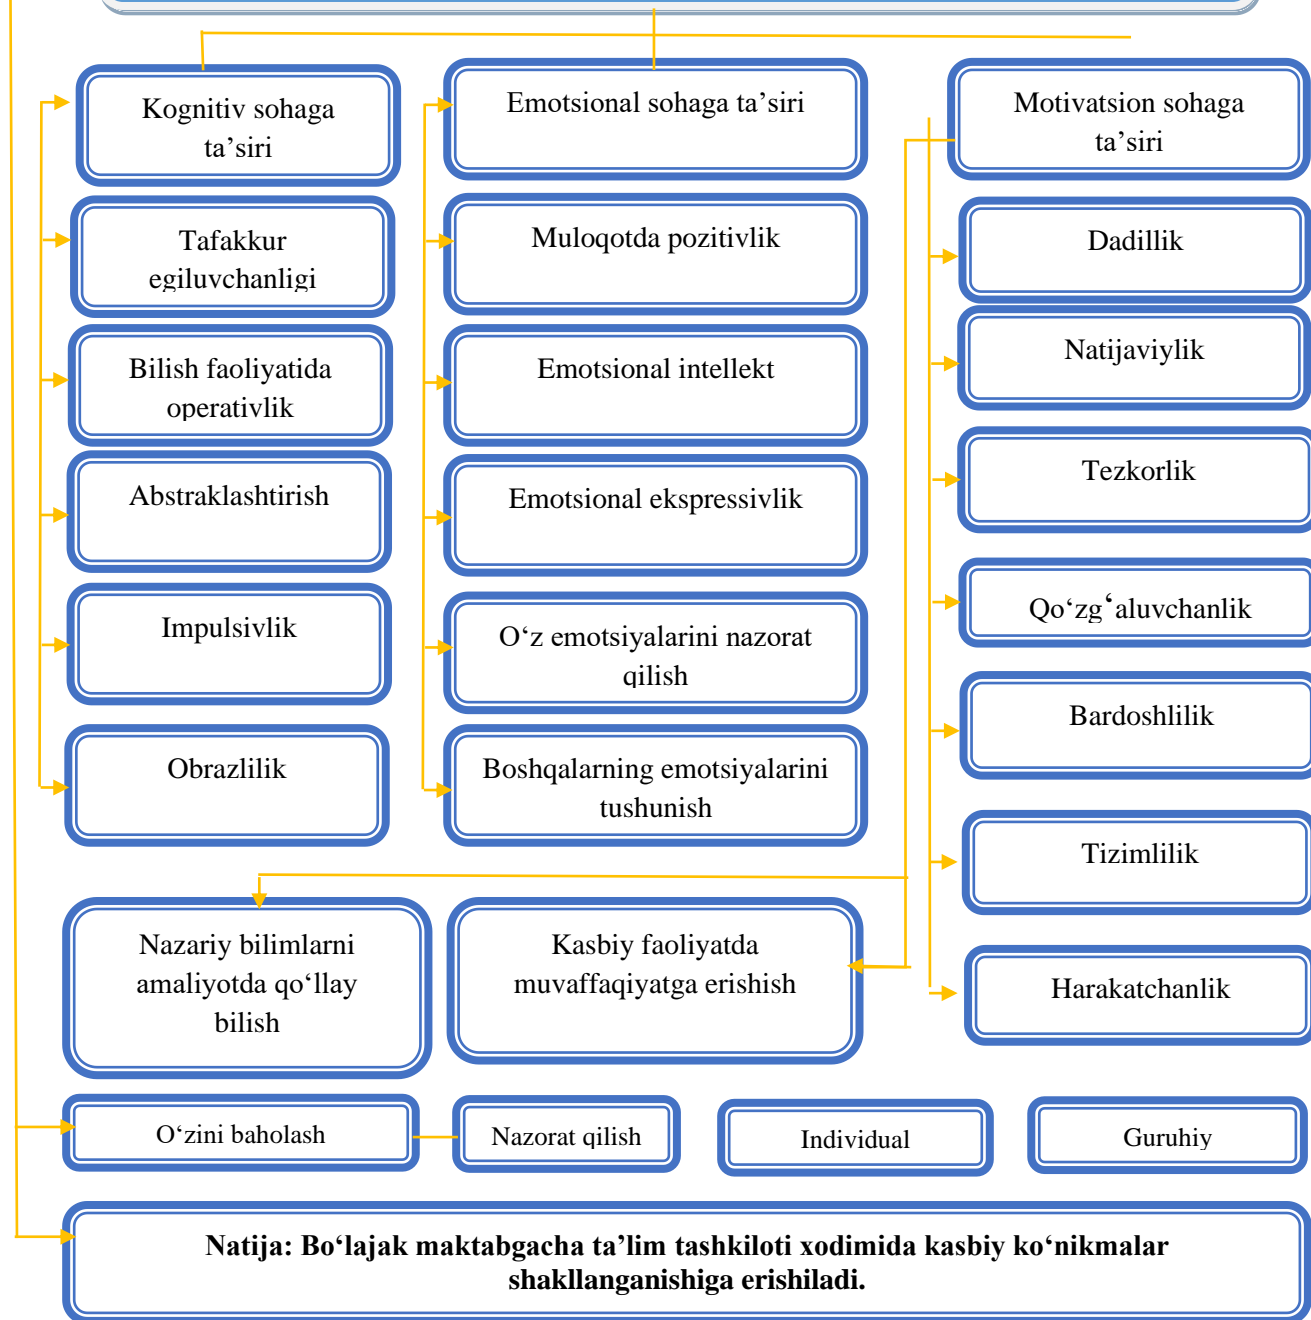 Kognitiv sohaga
ta’siri
Tafakkur
egiluvchanligi
Bilish faoliyatida
operativlik
Abstraklashtirish
Impulsivlik
Obrazlilik
Emotsional sohaga ta’siri
Muloqotda pozitivlik
Emotsional intellekt
Emotsional ekspressivlik
O‘z emotsiyalarini nazorat
qilish
Boshqalarning emotsiyalarini
tushunish
Motivatsion sohaga
ta’siri
Dadillik
Natijaviylik
Tezkorlik
Qo‘zg‘aluvchanlik
Bardoshlilik
Tizimlilik
Harakatchanlik
Nazariy bilimlarni
amaliyotda qo‘llay
bilish
Kasbiy faoliyatda
muvaffaqiyatga erishish
O‘zini baholash
Nazorat qilish
Individual
Guruhiy
Natija: Bo‘lajak maktabgacha ta’lim tashkiloti xodimida kasbiy ko‘nikmalar
shakllanganishiga erishiladi.